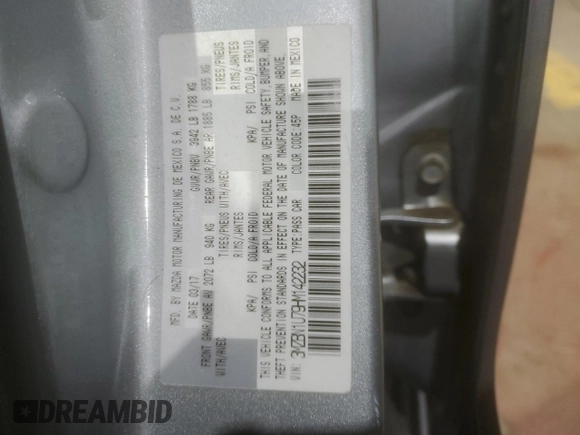 MFD. BY MAZDA MOTOR MANUFACTURING DE MEXICO S.A. DE C.V.
DATE 03/17 GVWR/PNBV 3942 LB 1788 KG
FRONT GAWR/PNBE AV 2072 LB 940 KG REAR GAWR/PNBE AR 1885 LB 855 KG
WITH/AVEC TIRES/PNEUS WITH/AVEC TIRES/PNEUS
RIMS/JANTES RIMS/JANTES
KPA/ PSI COLD/A FROID KPA/ PSI COLD/A FROID
THIS VEHICLE CONFORMS TO ALL APPLICABLE FEDERAL MOTOR VEHICLE SAFETY, BUMPER, AND
THEFT PREVENTION STANDARDS IN EFFECT ON THE DATE OF MANUFACTURE SHOWN ABOVE.
VIN: 3MZBN1U79HM142232 TYPE:PASS CAR COLOR CODE 45P MADE IN MEXICO
DREAMBID